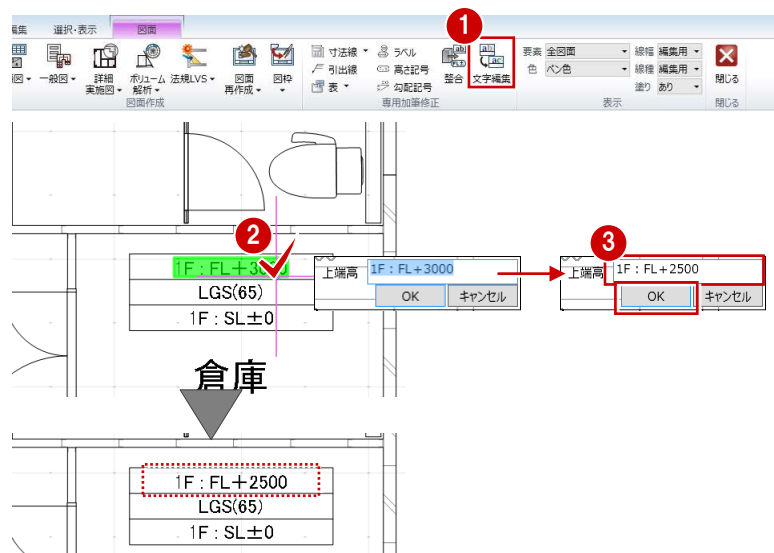 編集 選択・表示 図面
図▼ 一般図▼ 詳細実施図▼ ボリューム解析▼ 法規LVS▼ 図面再作成▼ 図枠▼
図面作成
寸法線▼ ラベル
引出線 高さ記号
表▼ 勾配記号
整合 文字編集
専用加筆修正
要素 全図面 線幅 編集用
色 ペン色 線種 編集用
塗り あり
表示
閉じる
閉じる
1
2
1F : FL+3000
LGS(65)
1F : SL±0
倉庫
上端高 1F : FL+3000
OK キャンセル
3
上端高 1F : FL+2500
OK キャンセル
1F : FL+2500
LGS(65)
1F : SL±0